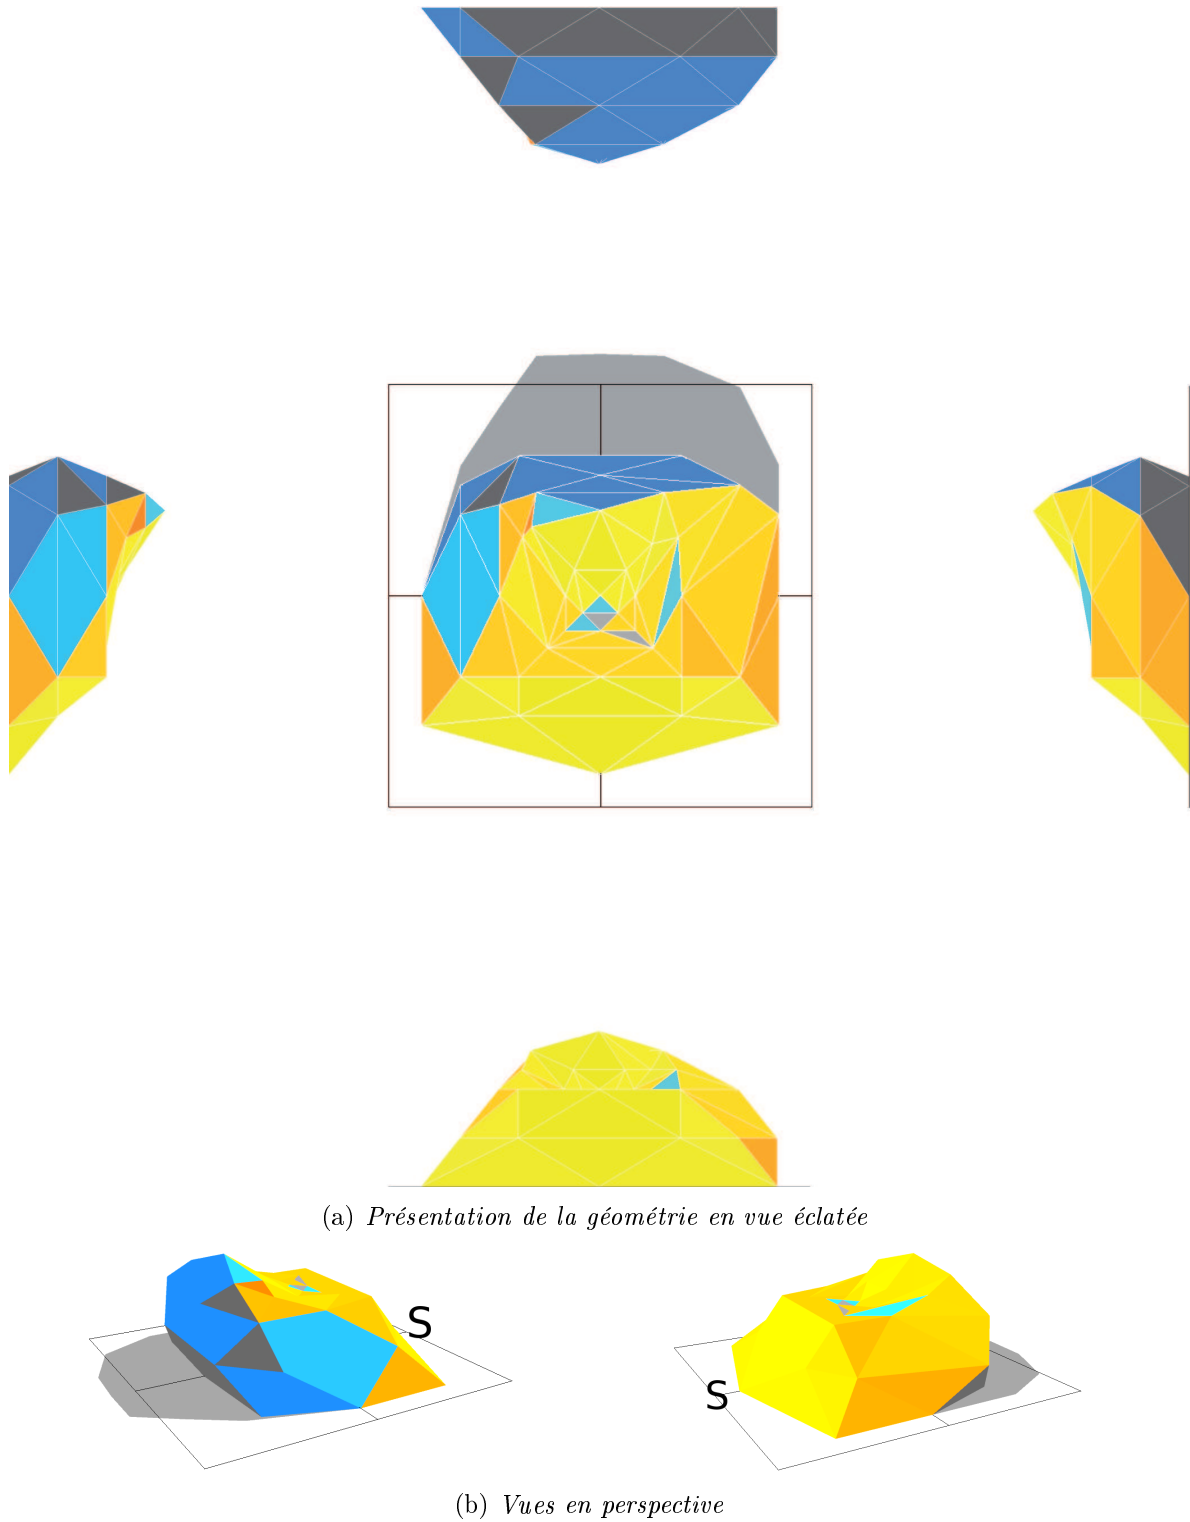 (a) Présentation de la géométrie en vue éclatée
S
S
(b) Vues en perspective